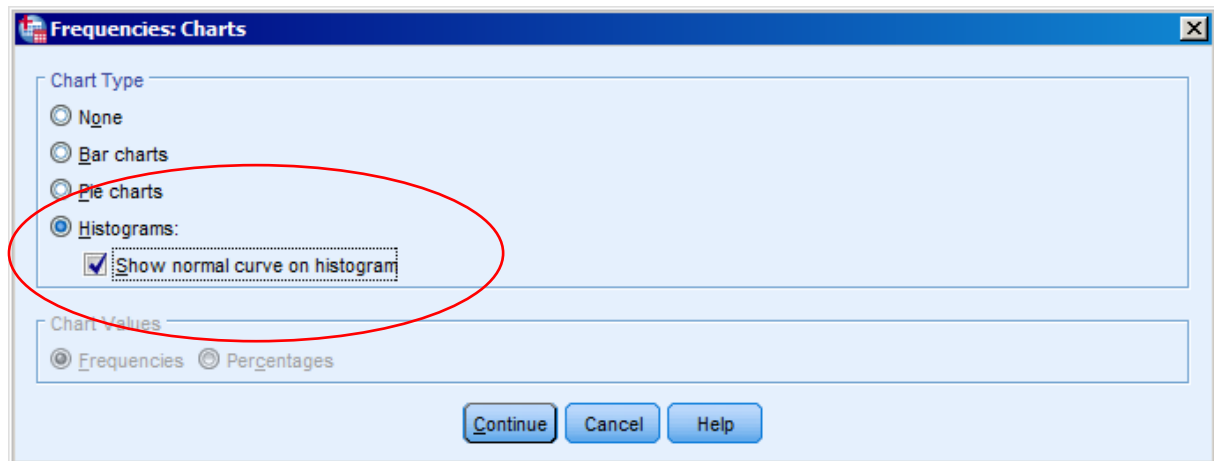 Frequencies: Charts
Chart Type
None
Bar charts
Pie charts
Histograms:
Show normal curve on histogram
Chart Values
Frequencies Percentages
Continue Cancel Help